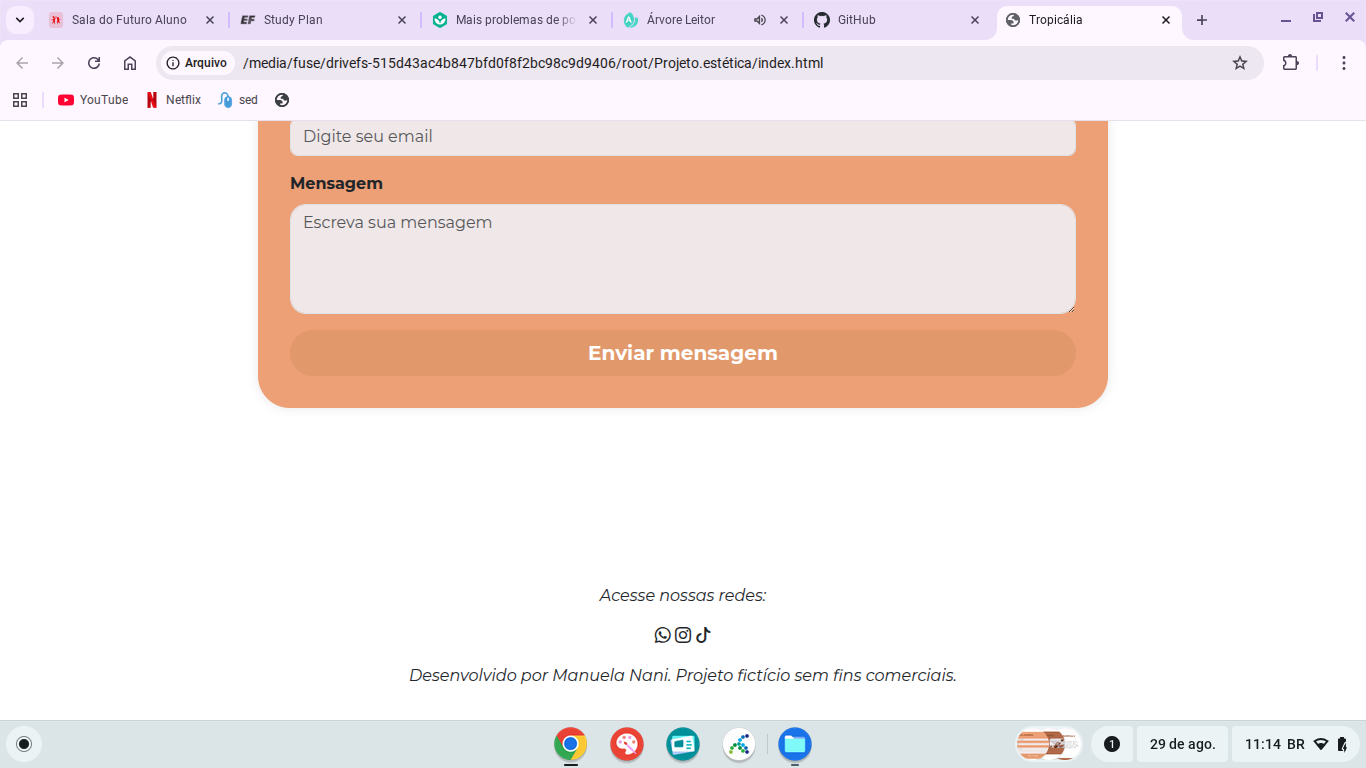 Sala do Futuro Aluno
EF Study Plan
Mais problemas de po
Árvore Leitor
GitHub
Tropicália
Arquivo /media/fuse/drivefs-515d43ac4b847bfd0f8f2bc98c9d9406/root/Projeto.estética/index.html
YouTube
Netflix
sed
Digite seu email
Mensagem
Escreva sua mensagem
Enviar mensagem
Acesse nossas redes:
Desenvolvido por Manuela Nani. Projeto fictício sem fins comerciais.
1
29 de ago.
11:14 BR